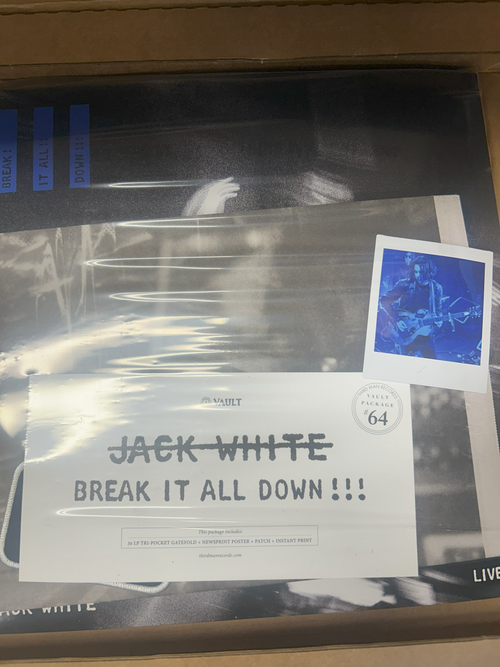 BREAK!
IT ALL!!
DOWN!!!
VAULT
THIRD MAN RECORDS
VAULT
PACKAGE
#64
JACK WHITE
BREAK IT ALL DOWN!!!
This package includes:
3x LP TRI-POCKET GATEFOLD + NEWSPRINT POSTER + PATCH + INSTANT PRINT
thirdmanrecords.com
LIVE
JACK WHITE